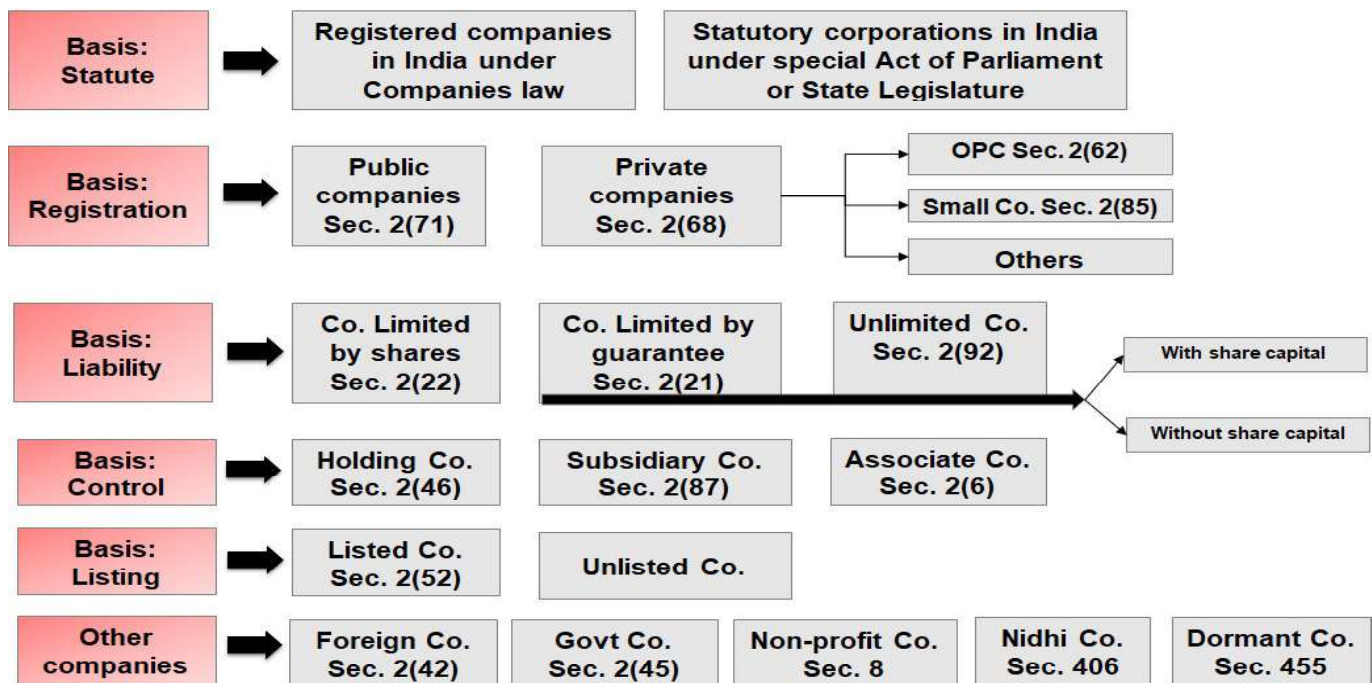 Basis:
Statute
Registered companies
in India under
Companies law
Statutory corporations in India
under special Act of Parliament
or State Legislature
Basis:
Registration
Public
companies
Sec. 2(71)
Private
companies
Sec. 2(68)
OPC Sec. 2(62)
Small Co. Sec. 2(85)
Others
Basis:
Liability
Co. Limited
by shares
Sec. 2(22)
Co. Limited by
guarantee
Sec. 2(21)
Unlimited Co.
Sec. 2(92)
With share capital
Without share capital
Basis:
Control
Holding Co.
Sec. 2(46)
Subsidiary Co.
Sec. 2(87)
Associate Co.
Sec. 2(6)
Basis:
Listing
Listed Co.
Sec. 2(52)
Unlisted Co.
Other
companies
Foreign Co.
Sec. 2(42)
Govt Co.
Sec. 2(45)
Non-profit Co.
Sec. 8
Nidhi Co.
Sec. 406
Dormant Co.
Sec. 455